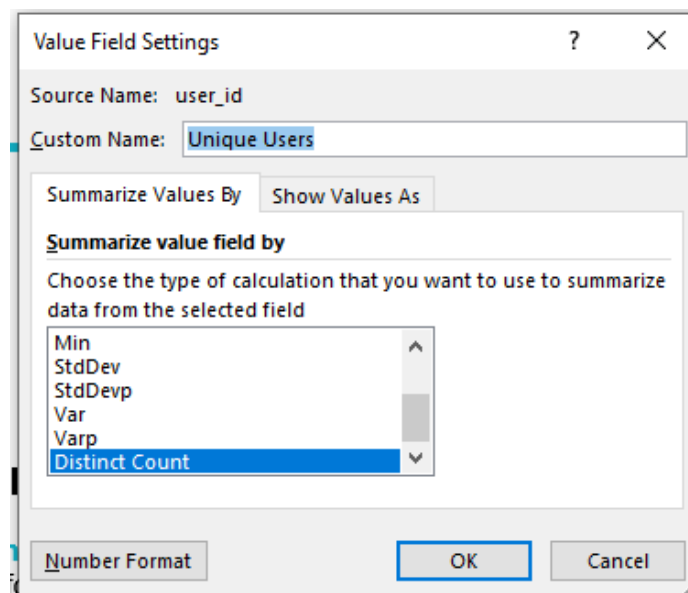 Value Field Settings ?
Source Name: user_id
Custom Name: Unique Users
Summarize Values By Show Values As
Summarize value field by
Choose the type of calculation that you want to use to summarize
data from the selected field
Min
StdDev
StdDevp
Var
Varp
Distinct Count
Number Format OK Cancel